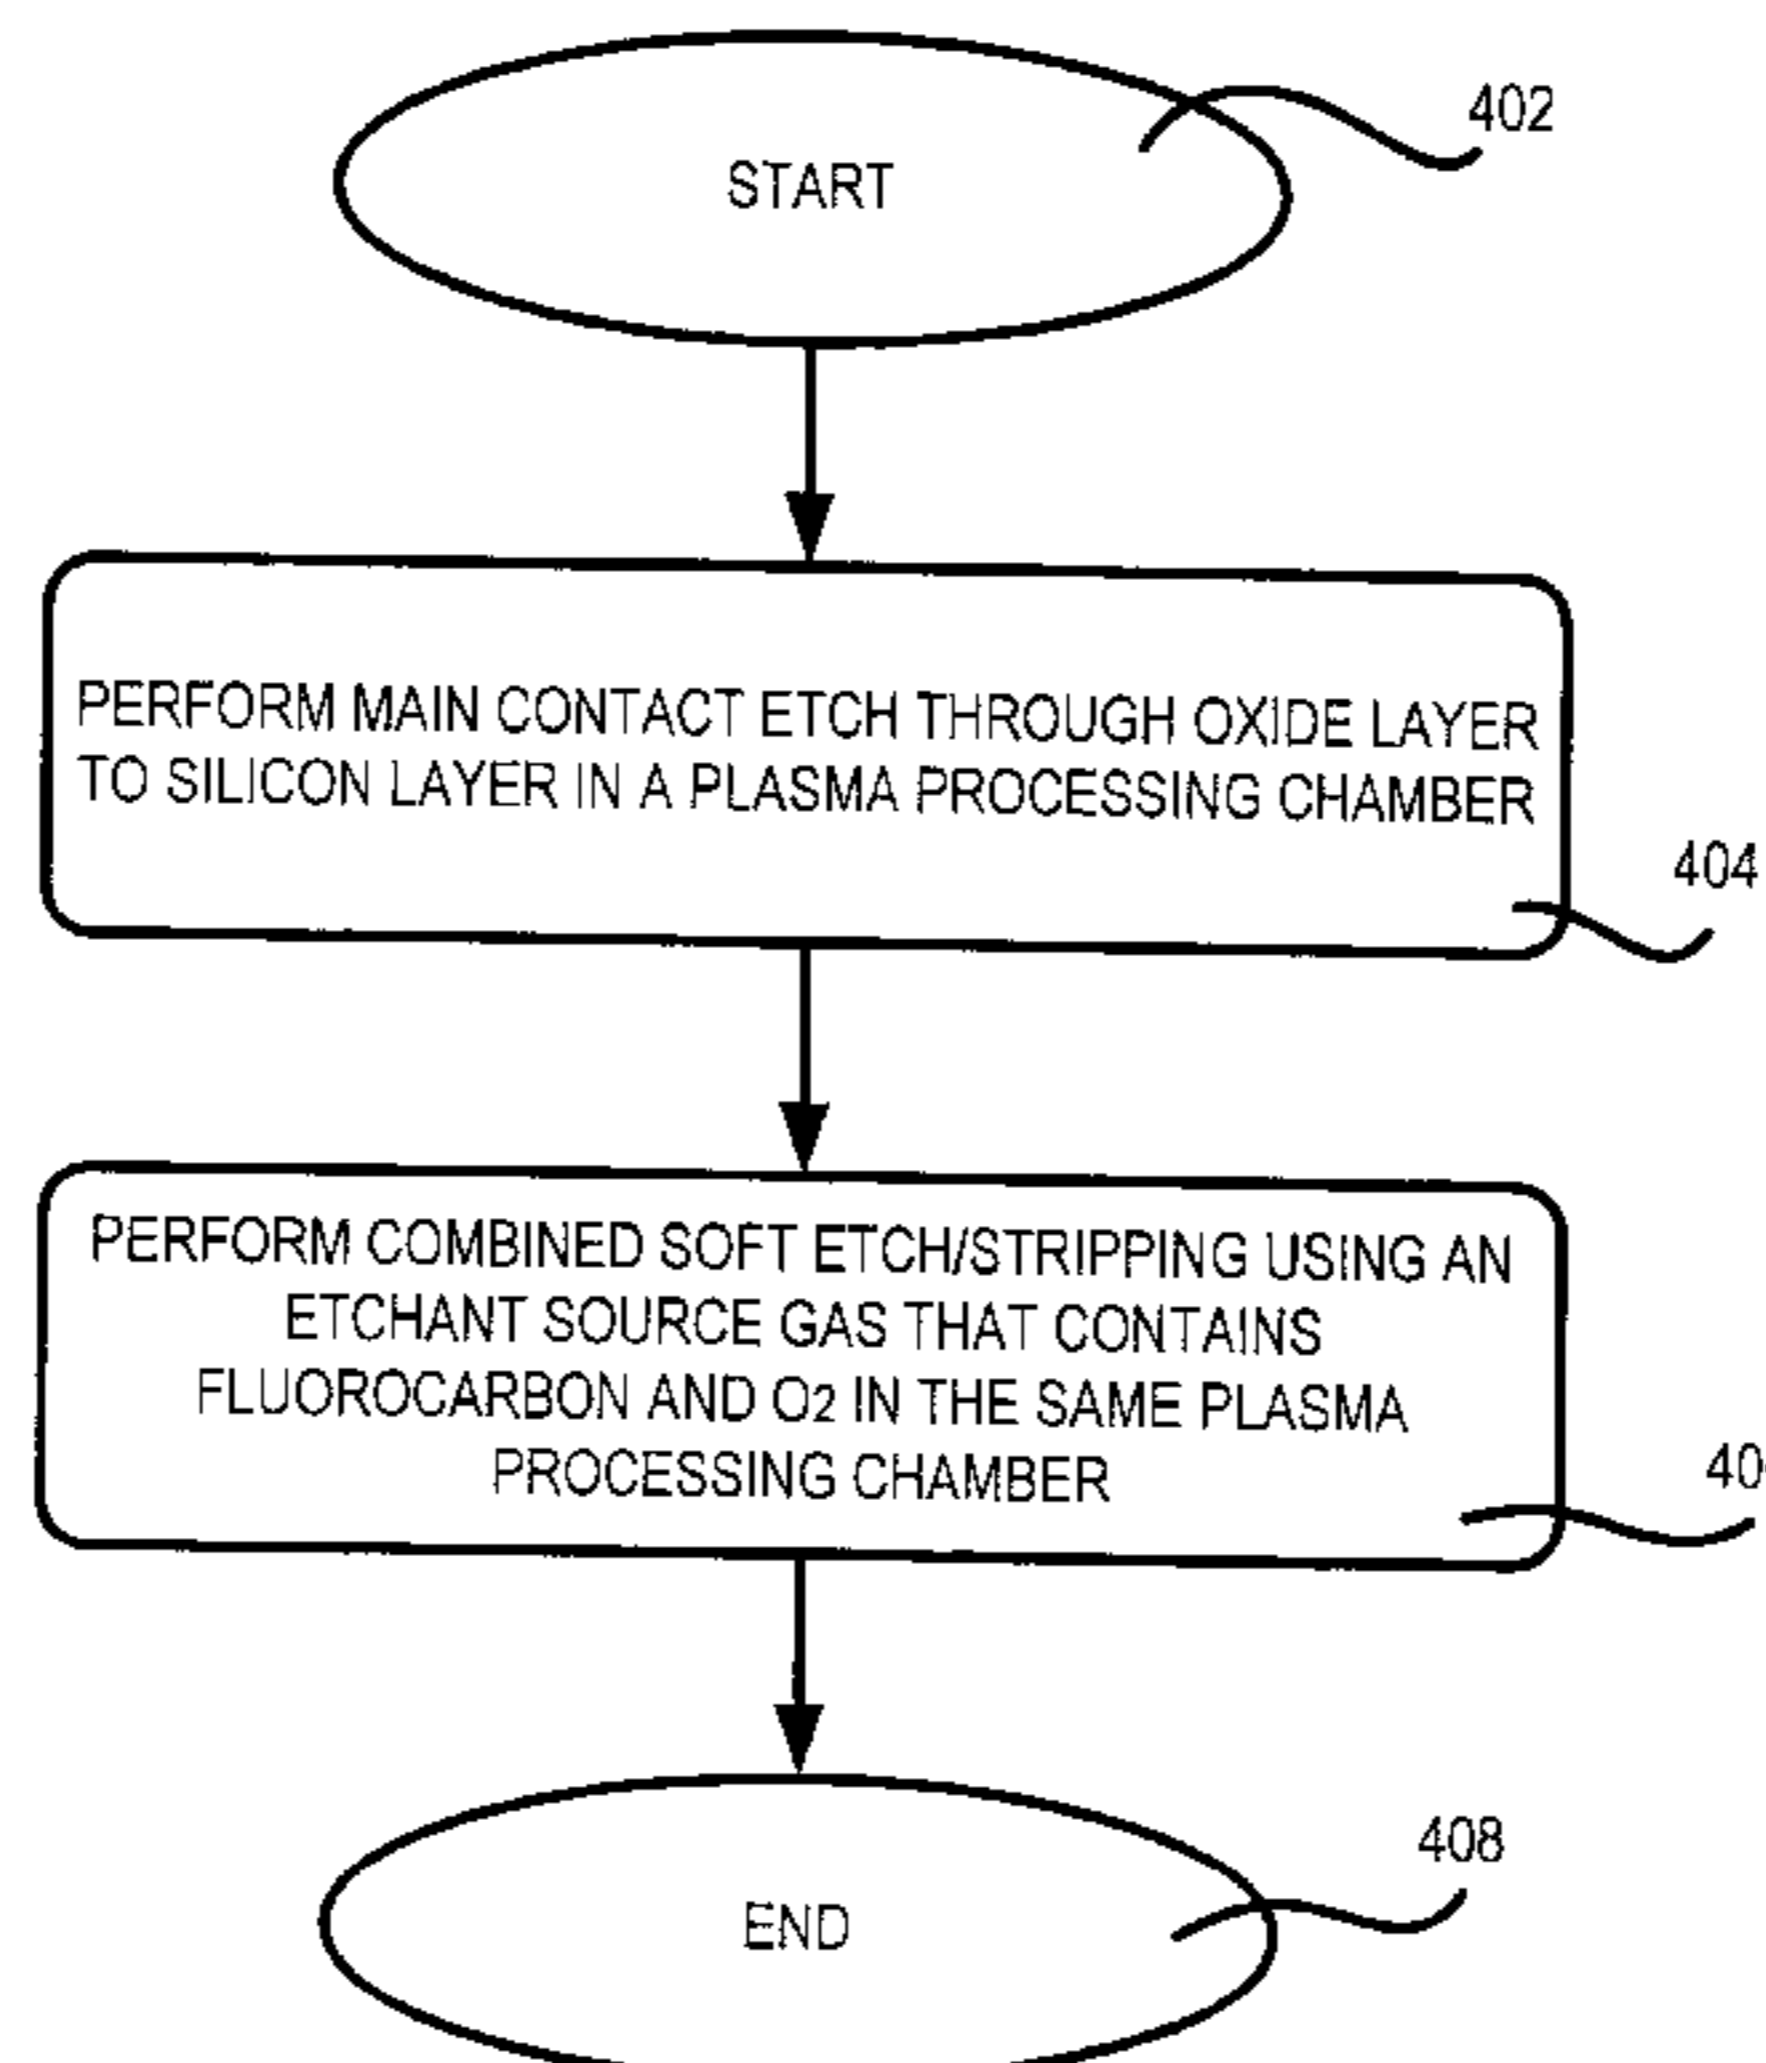 402
START
PERFORM MAIN CONTACT ETCH THROUGH OXIDE LAYER
TO SILICON LAYER IN A PLASMA PROCESSING CHAMBER
404
PERFORM COMBINED SOFT ETCH/STRIPPING USING AN
ETCHANT SOURCE GAS THAT CONTAINS
FLUOROCARBON AND O2 IN THE SAME PLASMA
PROCESSING CHAMBER
408
END